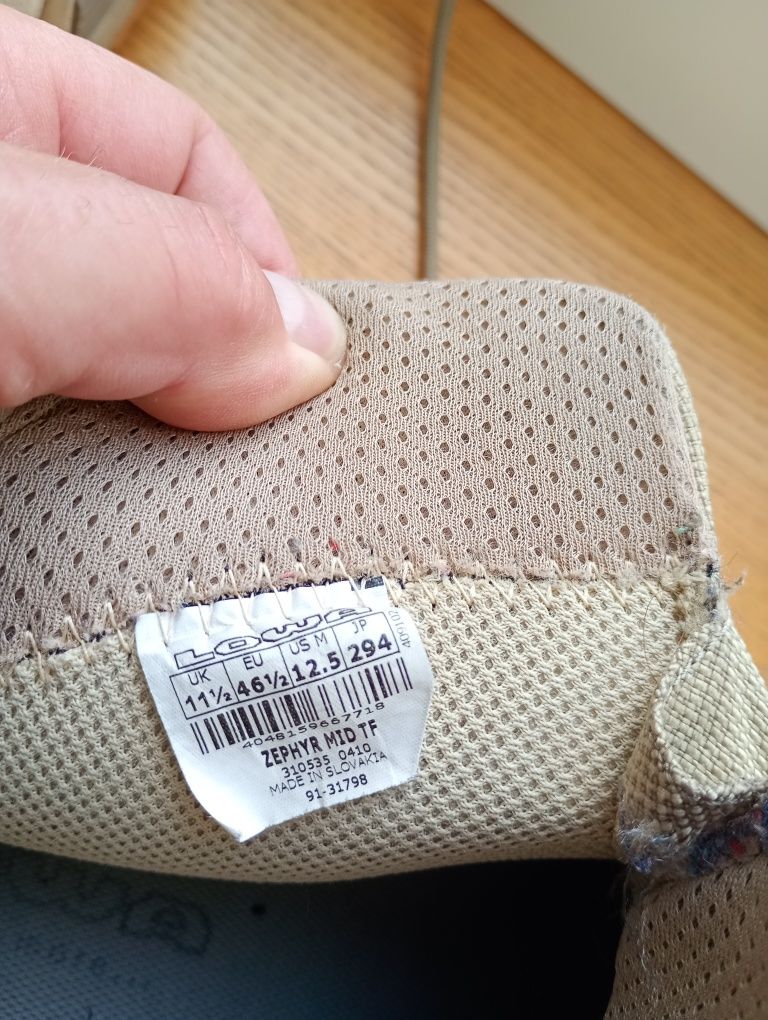 LOWA
UK EU US M JP
11½ 46½ 12.5 294
4048159667718
ZEPHYR MID TF
310535 0410
MADE IN SLOVAKIA
91-31798